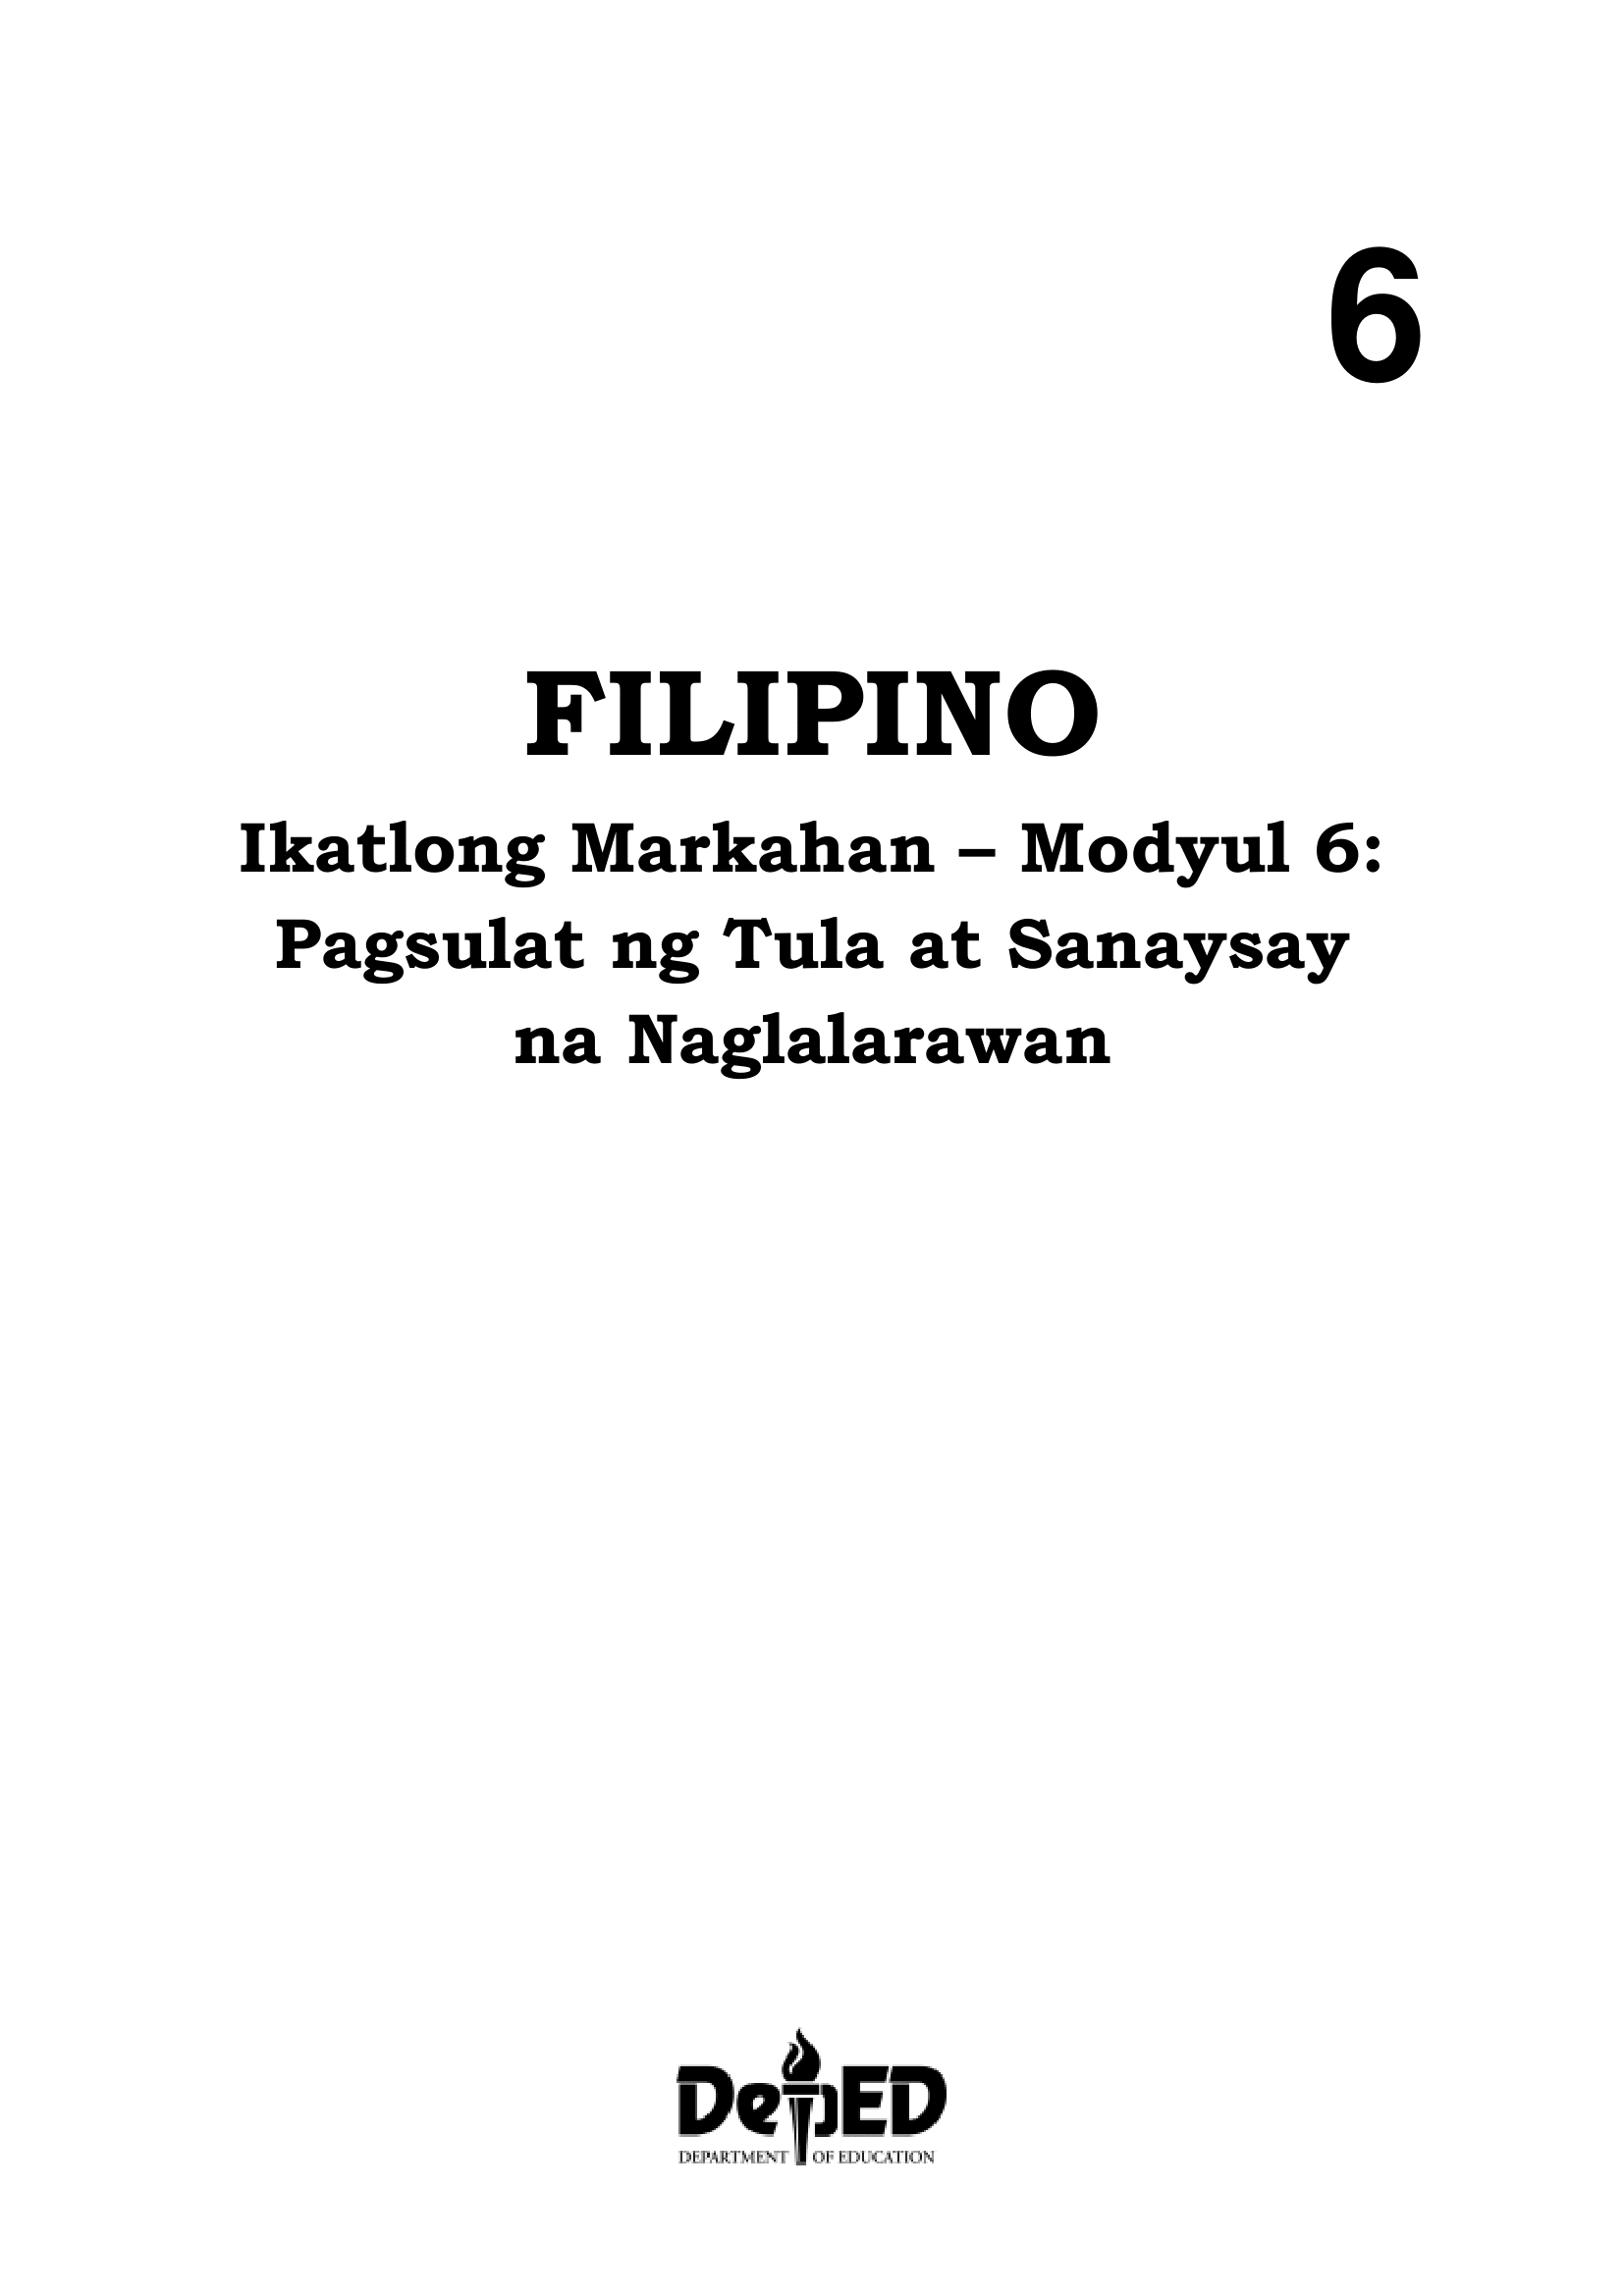 6
FILIPINO
Ikatlong Markahan – Modyul 6:
Pagsulat ng Tula at Sanaysay
na Naglalarawan
DepED
DEPARTMENT OF EDUCATION